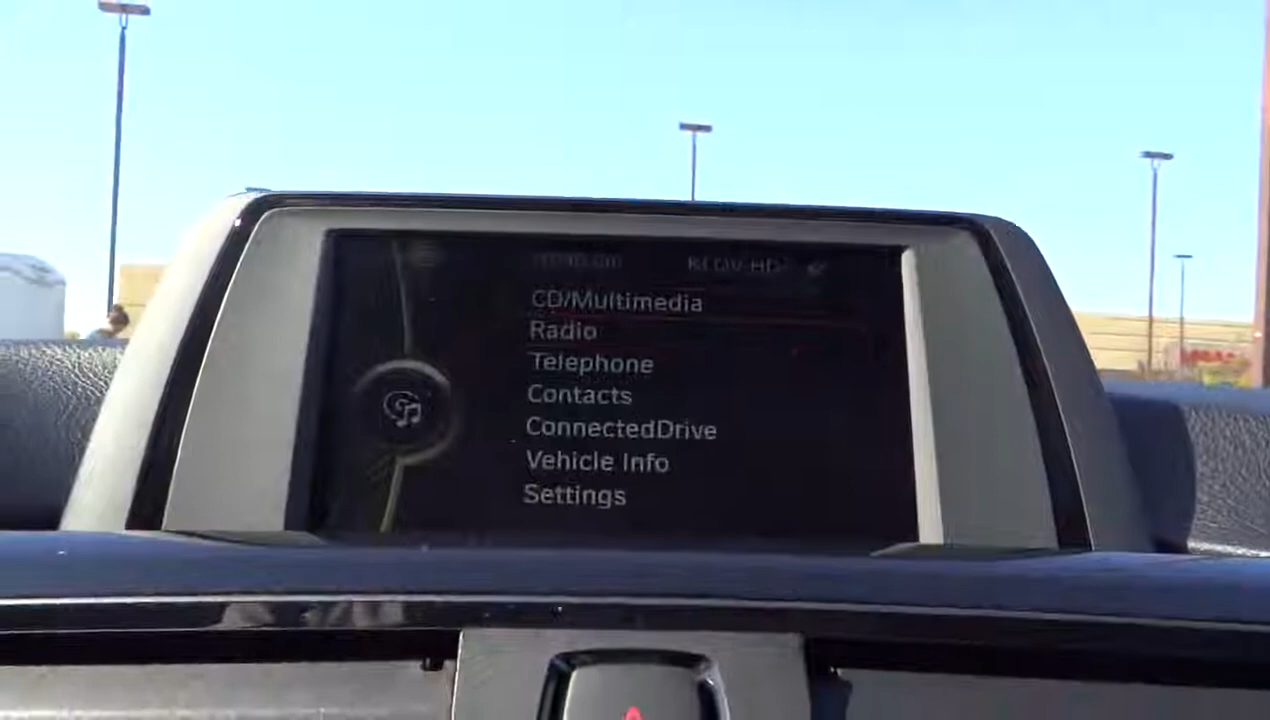 CD/Multimedia
Radio
Telephone
Contacts
ConnectedDrive
Vehicle Info
Settings